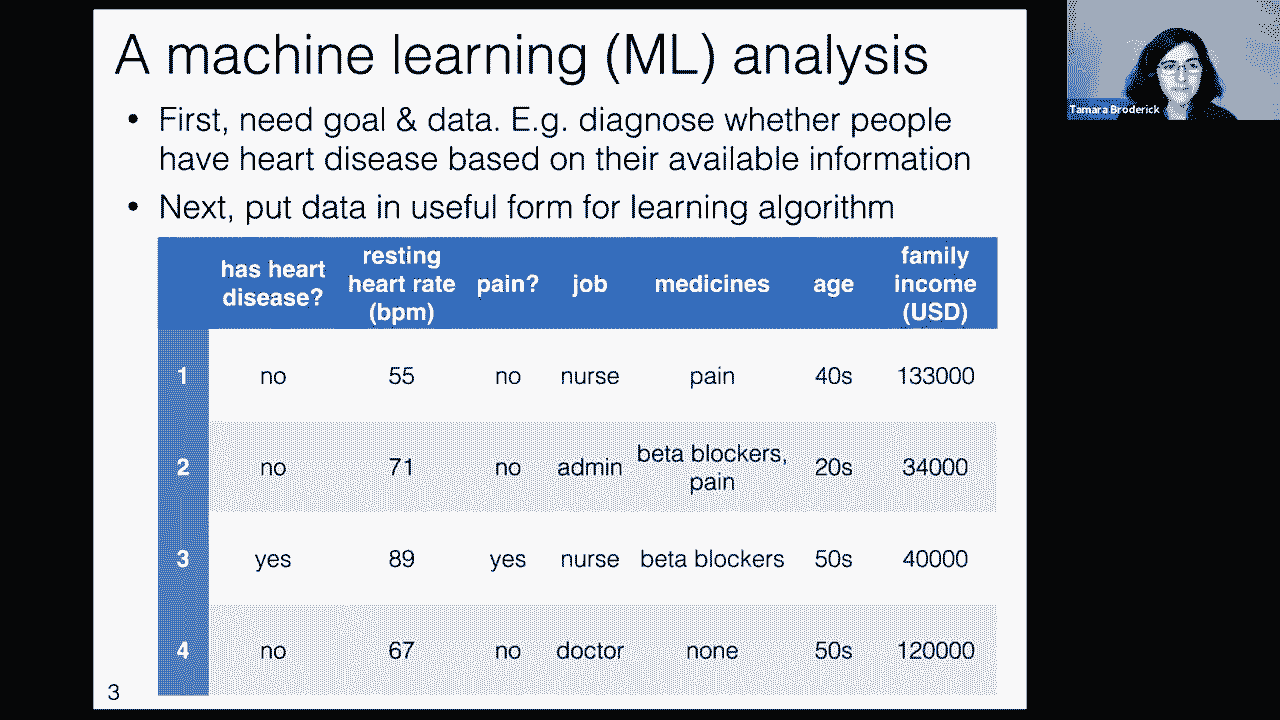 A machine learning (ML) analysis
• First, need goal & data. E.g. diagnose whether people
have heart disease based on their available information
• Next, put data in useful form for learning algorithm
has heart disease? resting heart rate (bpm) pain? job medicines age family income (USD)
1 no 55 no nurse pain 40s 133000
2 no 71 no admin beta blockers, pain 20s 34000
3 yes 89 yes nurse beta blockers 50s 40000
4 no 67 no doctor none 50s 120000
3
Tamara Broderick